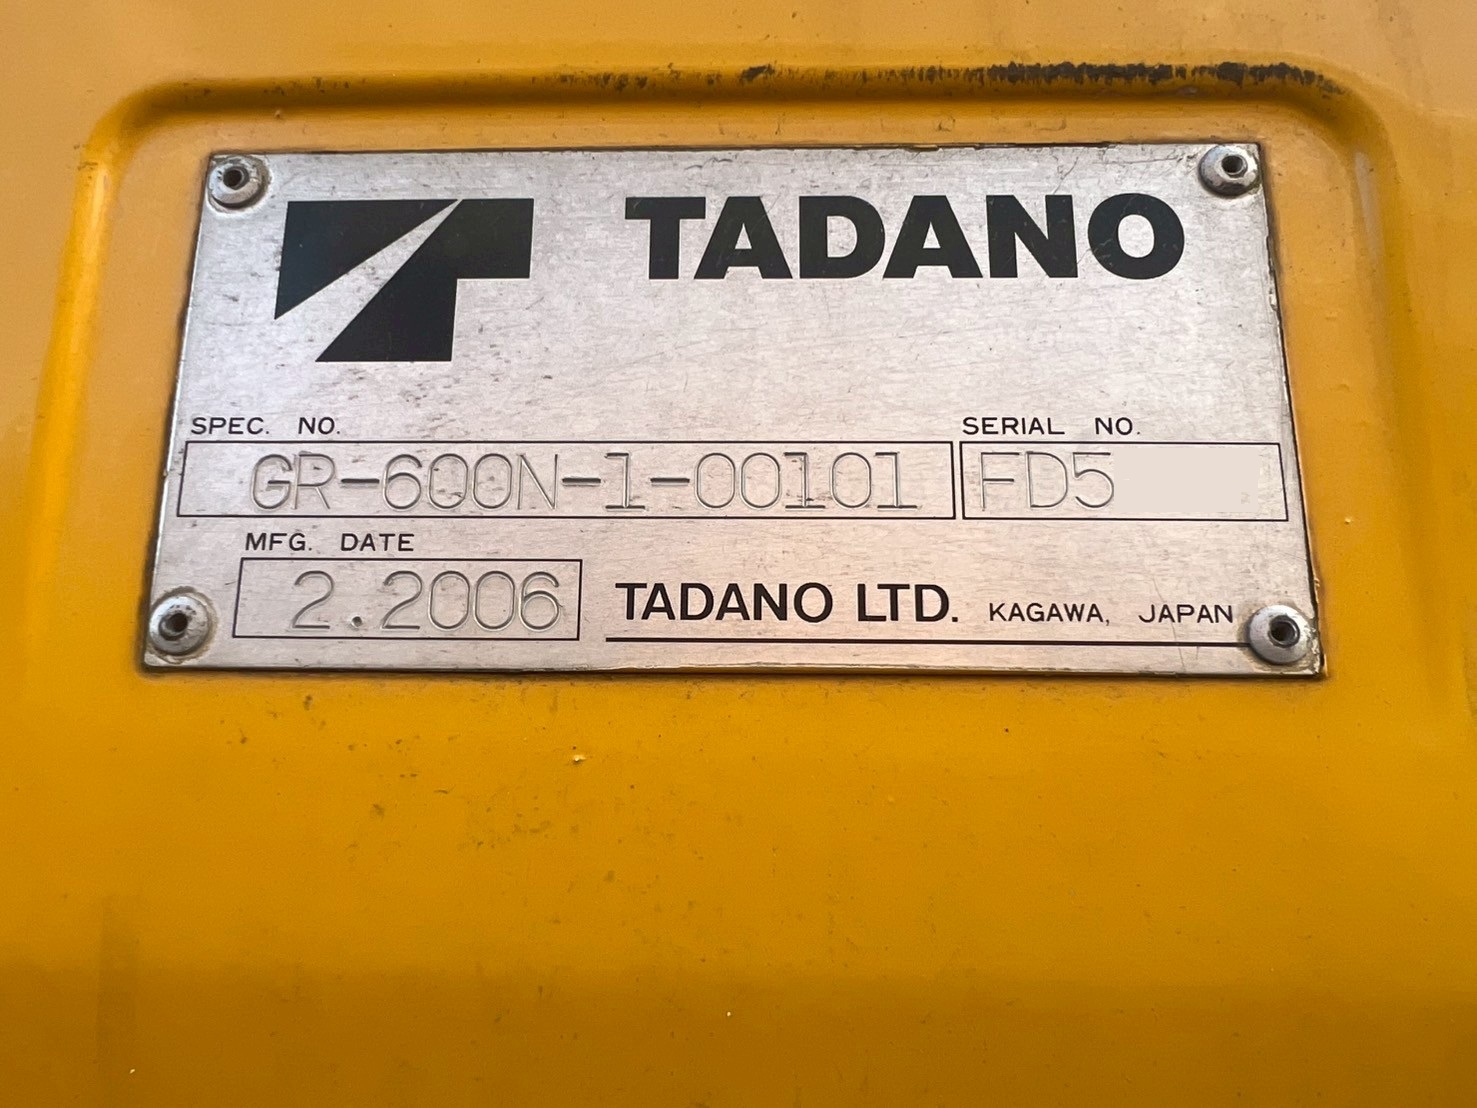 TADANO
SPEC. NO. SERIAL NO.
GR-600N-1-00101 FD5
MFG. DATE
2.2006 TADANO LTD. KAGAWA, JAPAN